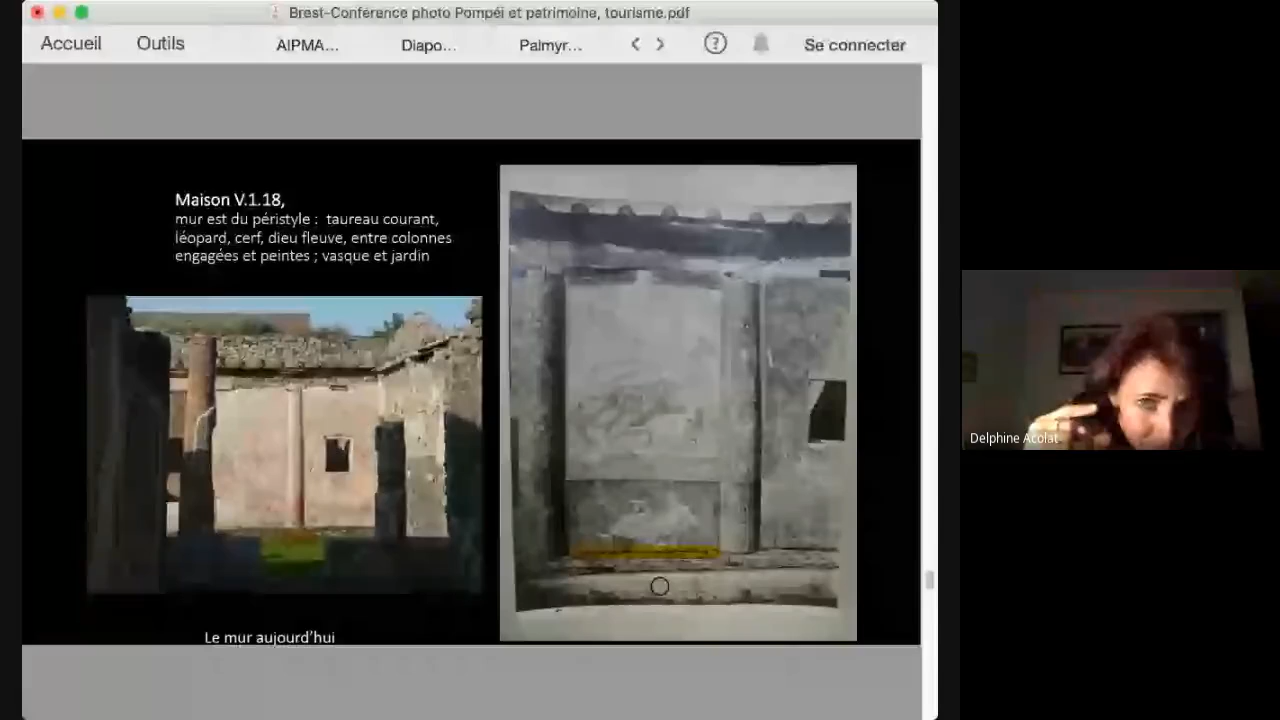 Brest-Conférence photo Pompéi et patrimoine, tourisme.pdf
Accueil Outils AIPMA... Diapo... Palmyr... ? Se connecter
Maison V.1.18,
mur est du péristyle : taureau courant,
léopard, cerf, dieu fleuve, entre colonnes
engagées et peintes ; vasque et jardin
Delphine Acolat
Le mur aujourd'hui